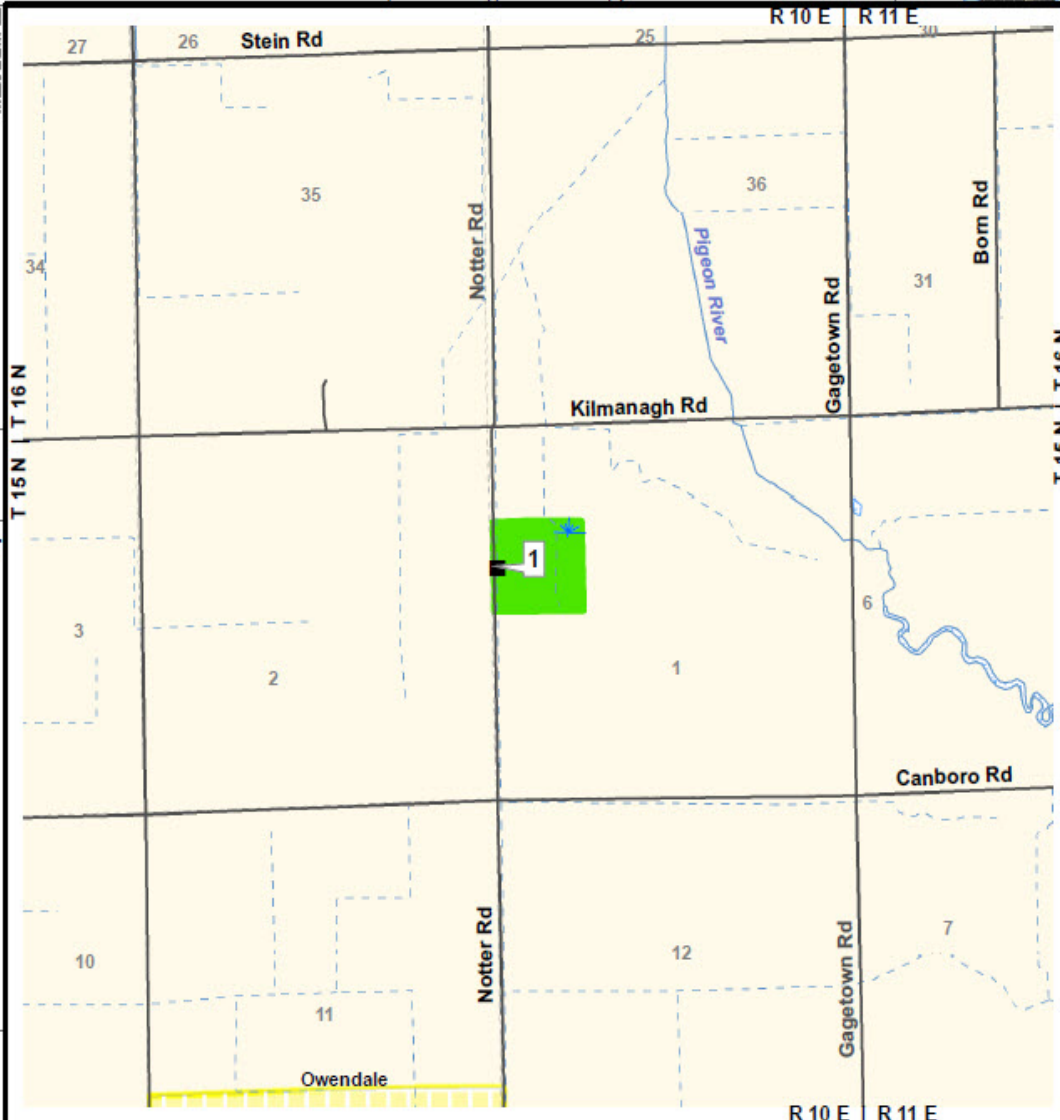 R 10 E R 11 E
27
26
Stein Rd
25
30
35
36
34
Notter Rd
Pigeon River
Born Rd
31
Gagetown Rd
T 15 N T 16 N
T 15 N T 16 N
Kilmanagh Rd
1
3
2
1
6
Canboro Rd
10
11
Notter Rd
12
Gagetown Rd
7
Owendale
R 10 E R 11 E